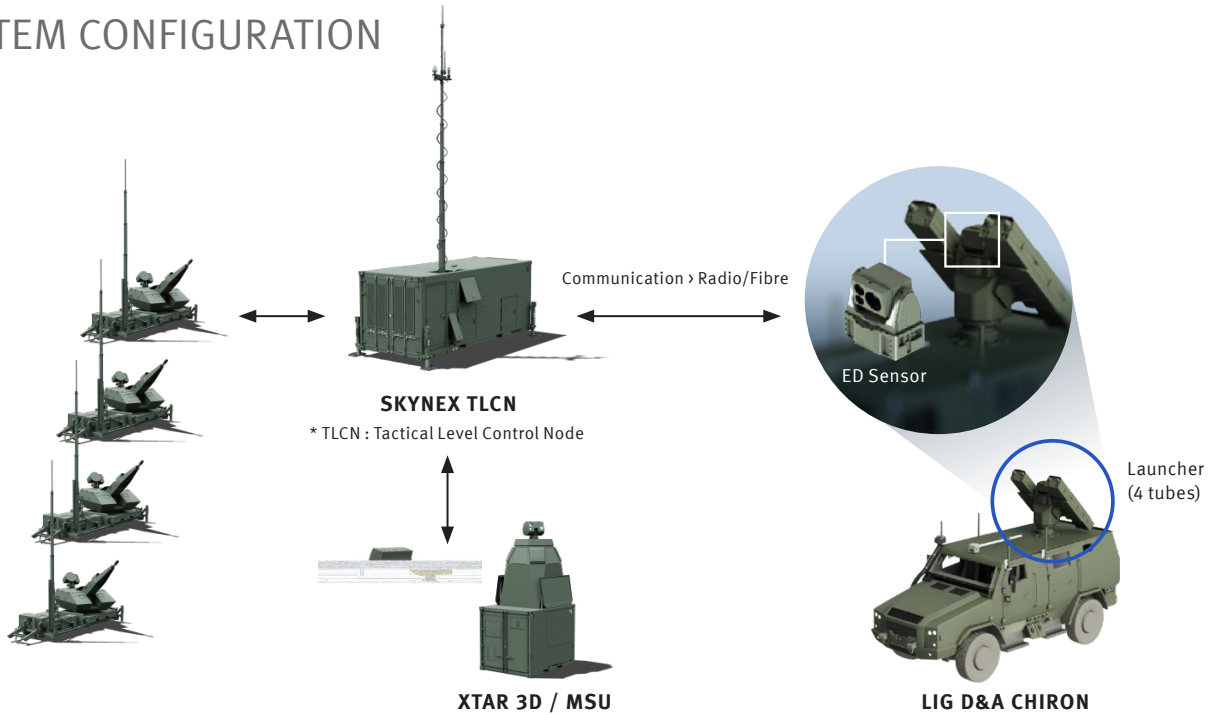 TEM CONFIGURATION
Communication › Radio/Fibre
ED Sensor
SKYNEX TLCN
* TLCN : Tactical Level Control Node
Launcher
(4 tubes)
XTAR 3D / MSU
LIG D&A CHIRON